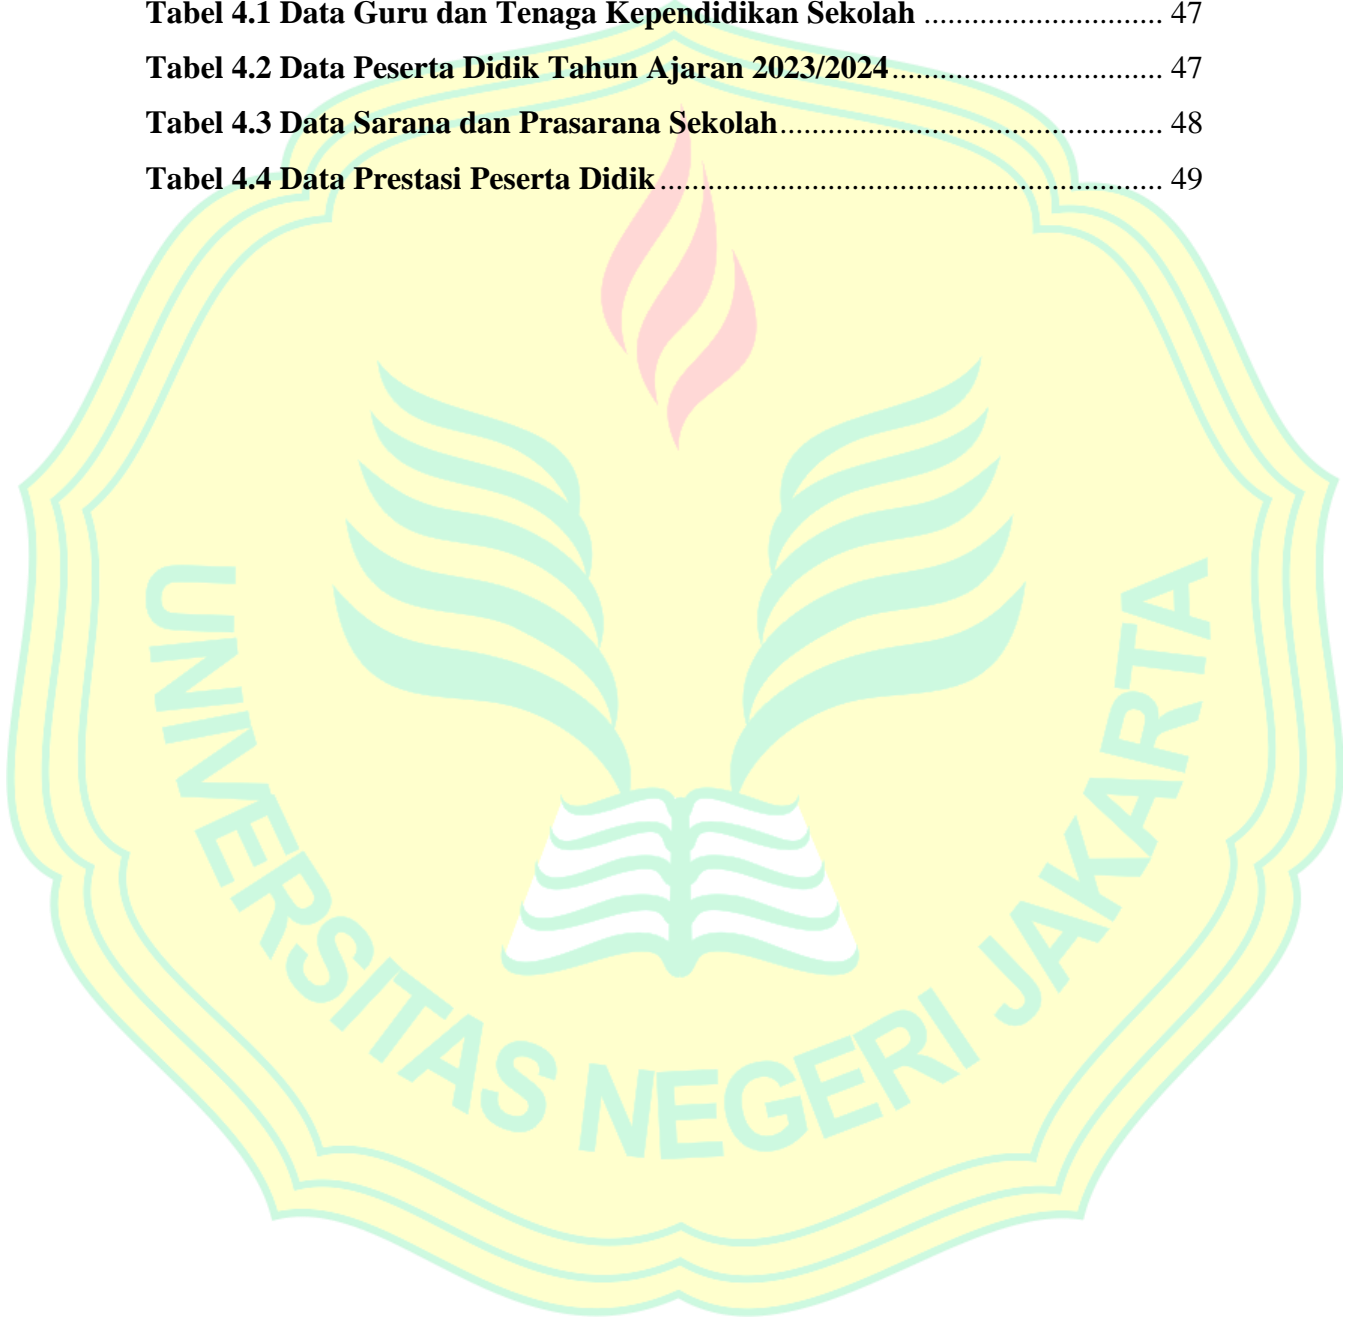 Tabel 4.1 Data Guru dan Tenaga Kependidikan Sekolah ............................. 47
Tabel 4.2 Data Peserta Didik Tahun Ajaran 2023/2024................................. 47
Tabel 4.3 Data Sarana dan Prasarana Sekolah............................................... 48
Tabel 4.4 Data Prestasi Peserta Didik.............................................................. 49
UNIVERSITAS NEGERI JAKARTA